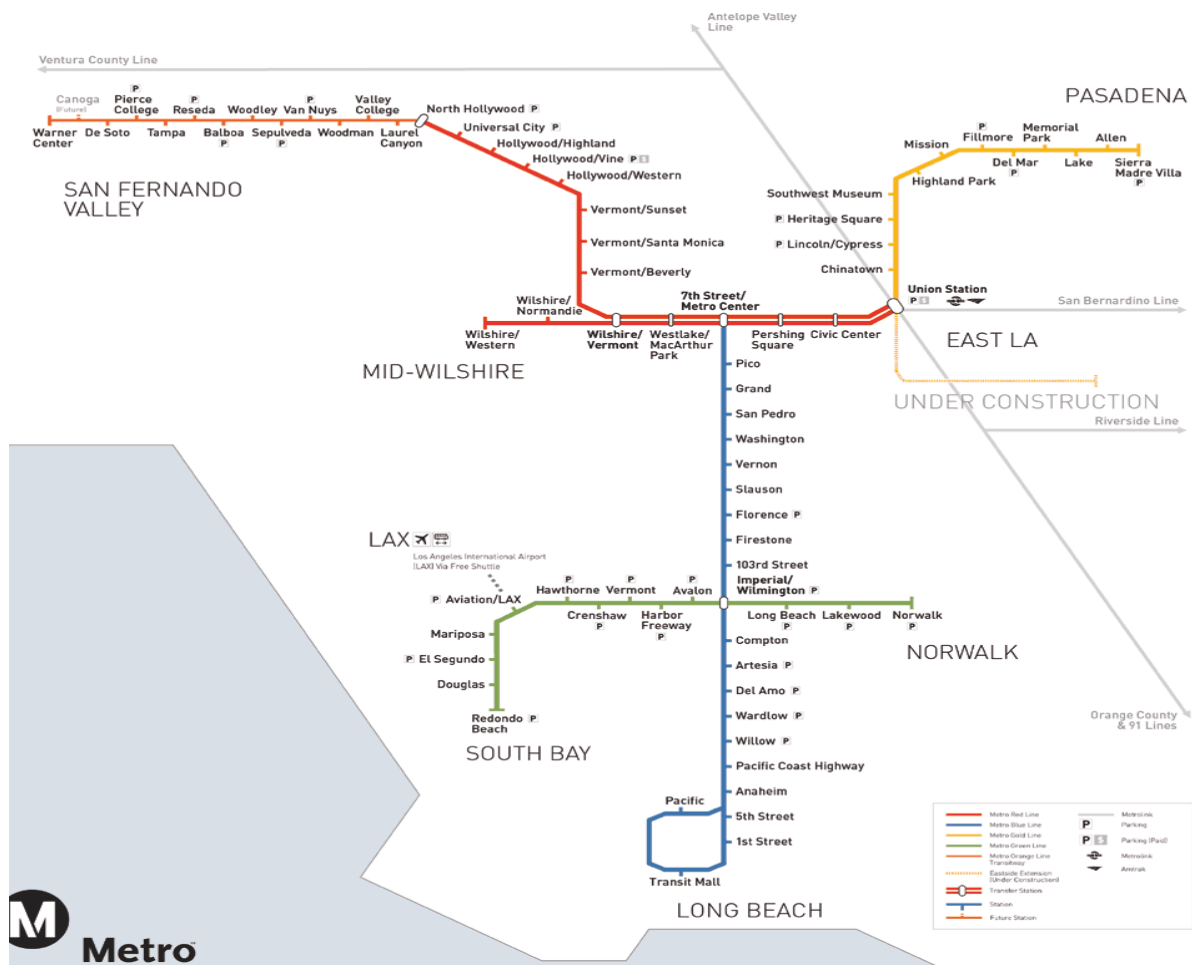 Antelope Valley
Line
Ventura County Line
PASADENA
Canoga
(Future)
P
Pierce
College
P
Reseda
Woodley
P
Van Nuys
Valley
College
North Hollywood P
Warner
Center
De Soto
Tampa
Balboa
P
Sepulveda
P
Woodman
Laurel
Canyon
Universal City P
Hollywood/Highland
Hollywood/Vine P $
Hollywood/Western
SAN FERNANDO
VALLEY
Vermont/Sunset
Vermont/Santa Monica
Vermont/Beverly
Mission
P
Fillmore
Memorial
Park
Allen
Highland Park
Del Mar
P
Lake
Sierra
Madre Villa
P
Southwest Museum
P Heritage Square
P Lincoln/Cypress
Chinatown
Union Station
P $
San Bernardino Line
EAST LA
Wilshire/
Normandie
7th Street/
Metro Center
Wilshire/
Western
Wilshire/
Vermont
Westlake/
MacArthur
Park
Pershing
Square
Civic Center
MID-WILSHIRE
UNDER CONSTRUCTION
Riverside Line
Pico
Grand
San Pedro
Washington
Vernon
Slauson
Florence P
Firestone
103rd Street
Imperial/
Wilmington P
LAX
Los Angeles International Airport
(LAX) Via Free Shuttle
P Aviation/LAX
P
Hawthorne
P
Vermont
P
Avalon
Crenshaw
P
Harbor
Freeway
P
Long Beach
P
Lakewood
P
Norwalk
P
NORWALK
Mariposa
P El Segundo
Douglas
Redondo P
Beach
SOUTH BAY
Compton
Artesia P
Del Amo P
Wardlow P
Willow P
Pacific Coast Highway
Anaheim
5th Street
1st Street
Pacific
Transit Mall
LONG BEACH
Orange County
& 91 Lines
Metro Red Line
Metro Blue Line
Metro Gold Line
Metro Green Line
Metro Orange Line
Transitway
Eastside Extension
(Under Construction)
Transfer Station
Station
Future Station
Metrolink
P Parking
P $ Parking (Paid)
Metrolink
Amtrak
M
Metro